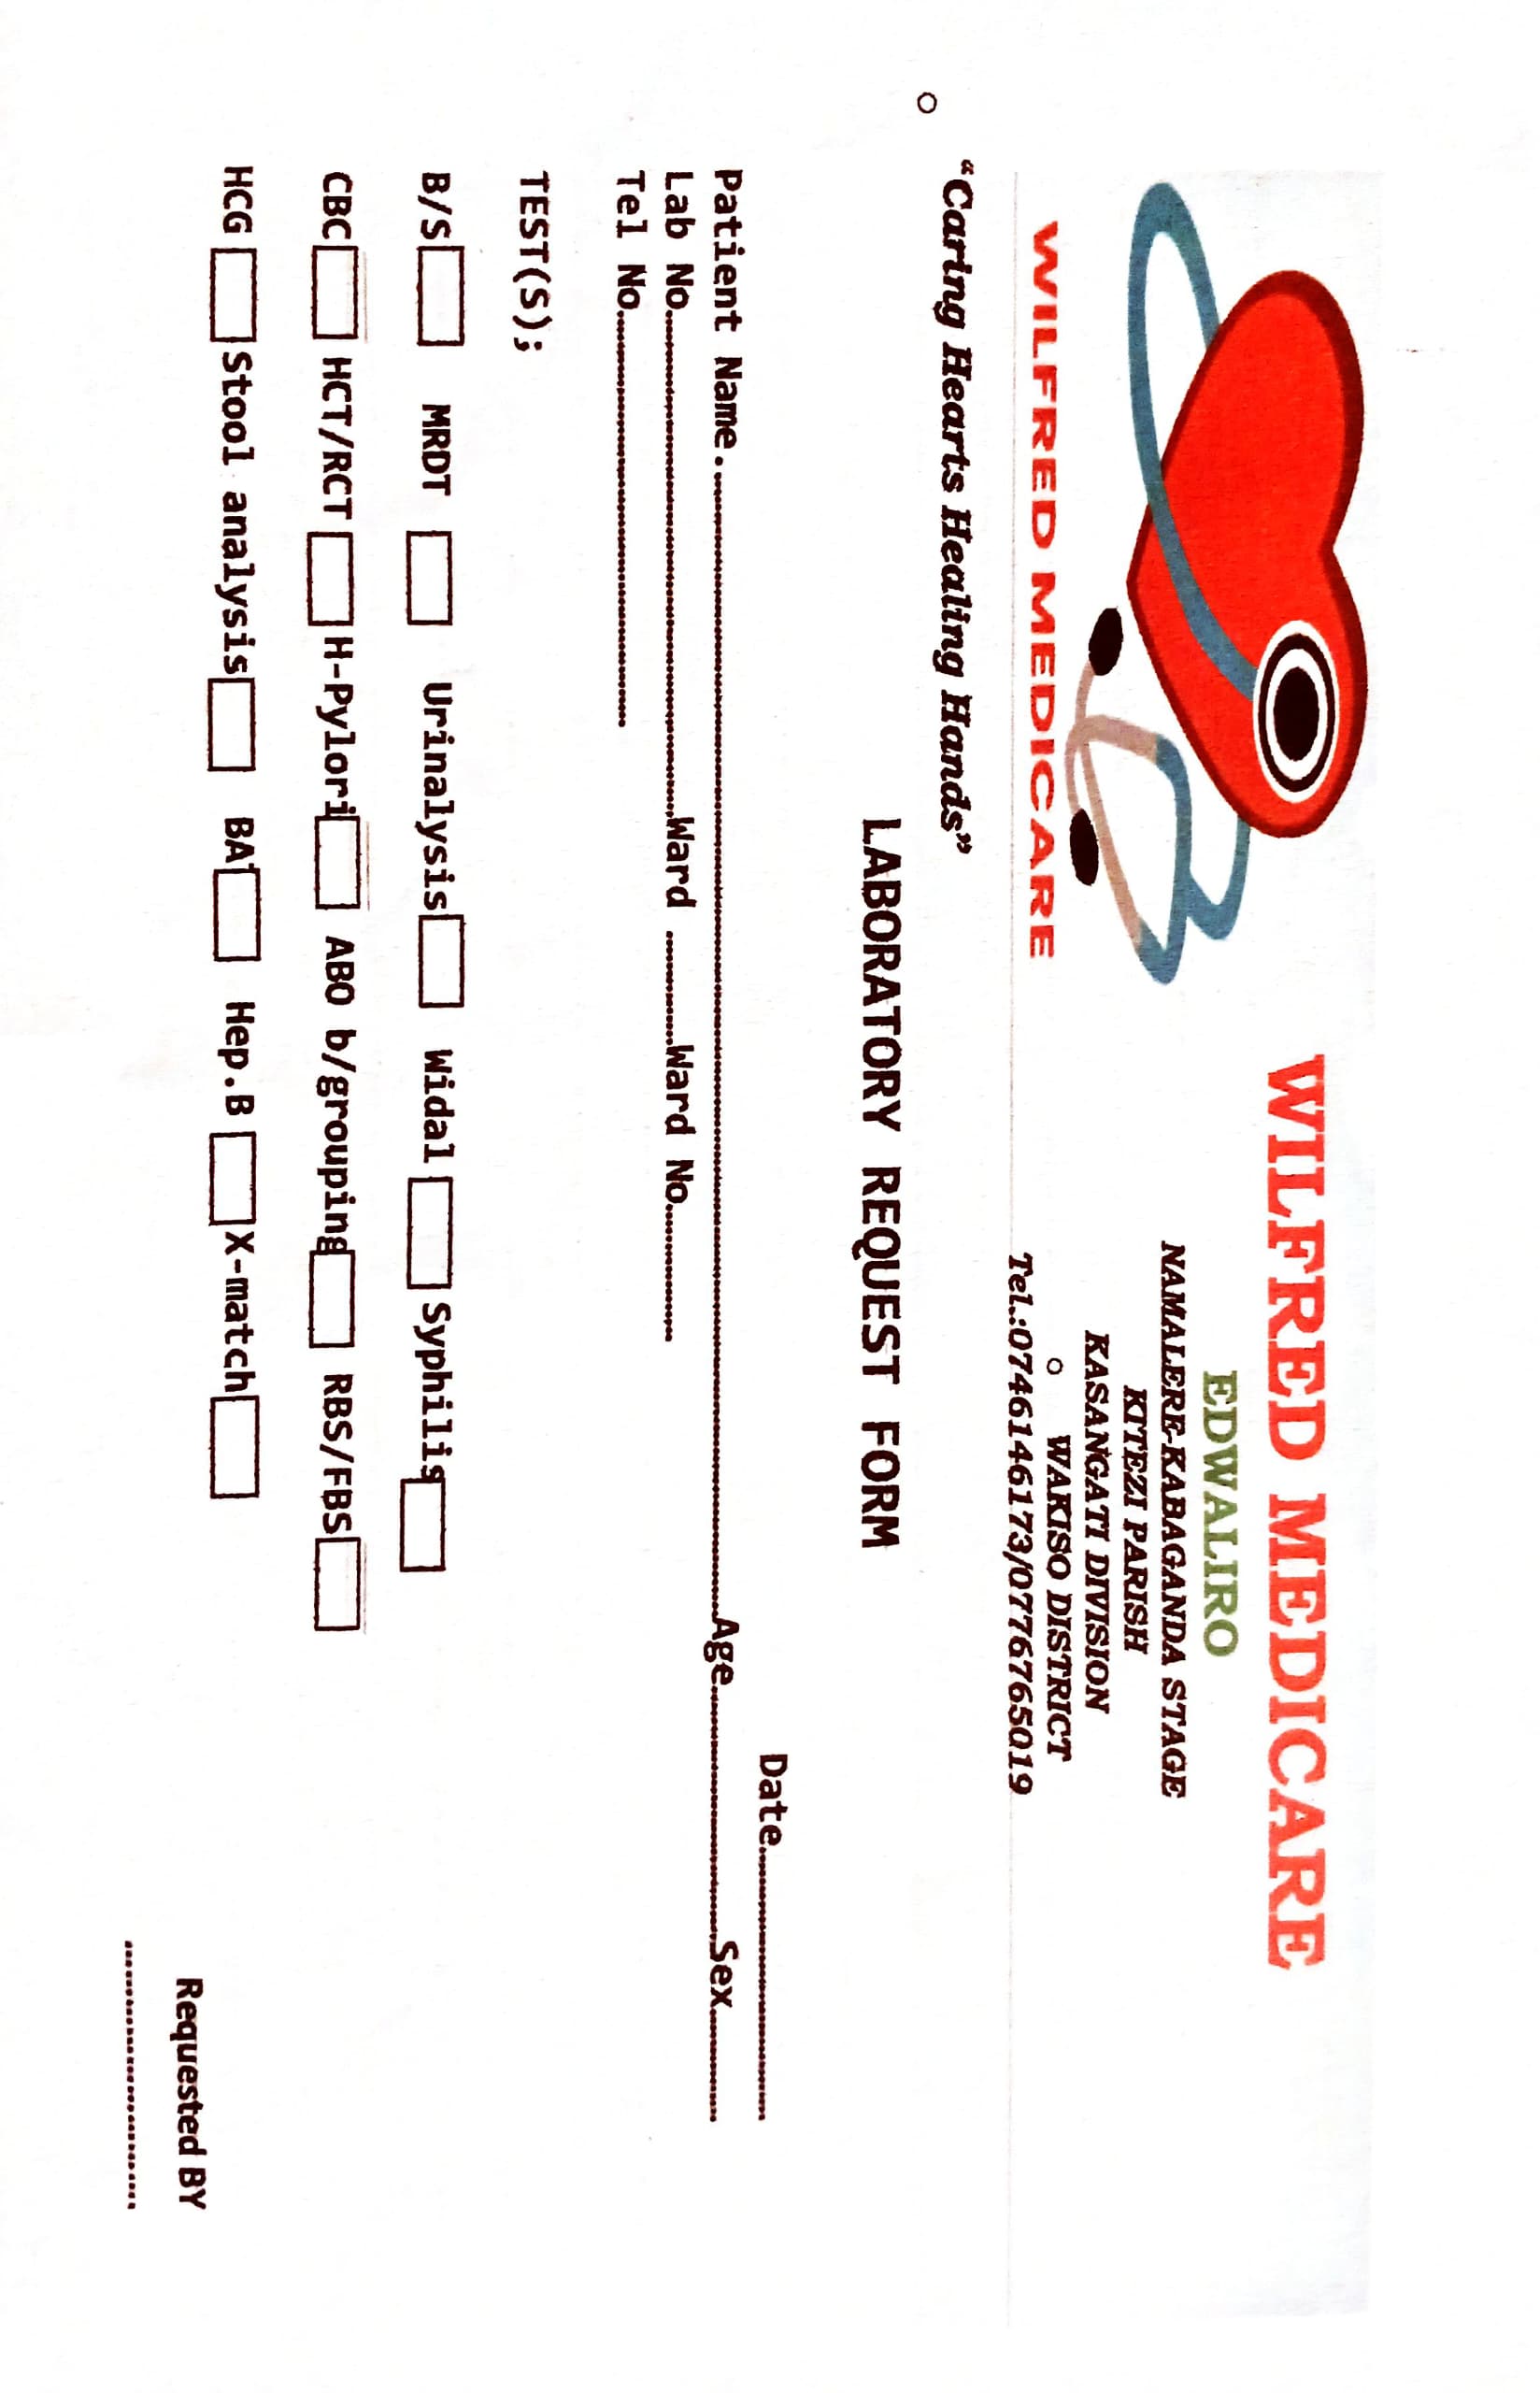 WILFRED MEDICARE
EDWALIRO
NAMALERE-KABAGANDA STAGE
KITEZI PARISH
KASANGATI DIVISION
o WAKISO DISTRICT
Tel.:0746146173/0776765019
WILFRED MEDICARE
“Caring Hearts Healing Hands”
o
LABORATORY REQUEST FORM
Date....................
Patient Name.....................................................Age....................Sex..........
Lab No........................................Ward ..........Ward No............
Tel No....................................
TEST(S);
B/S MRDT Urinalysis Widal Syphilis
CBC HCT/RCT H-Pylori ABO b/grouping RBS/FBS
HCG Stool analysis BAT Hep.B X-match
Requested BY
..............................